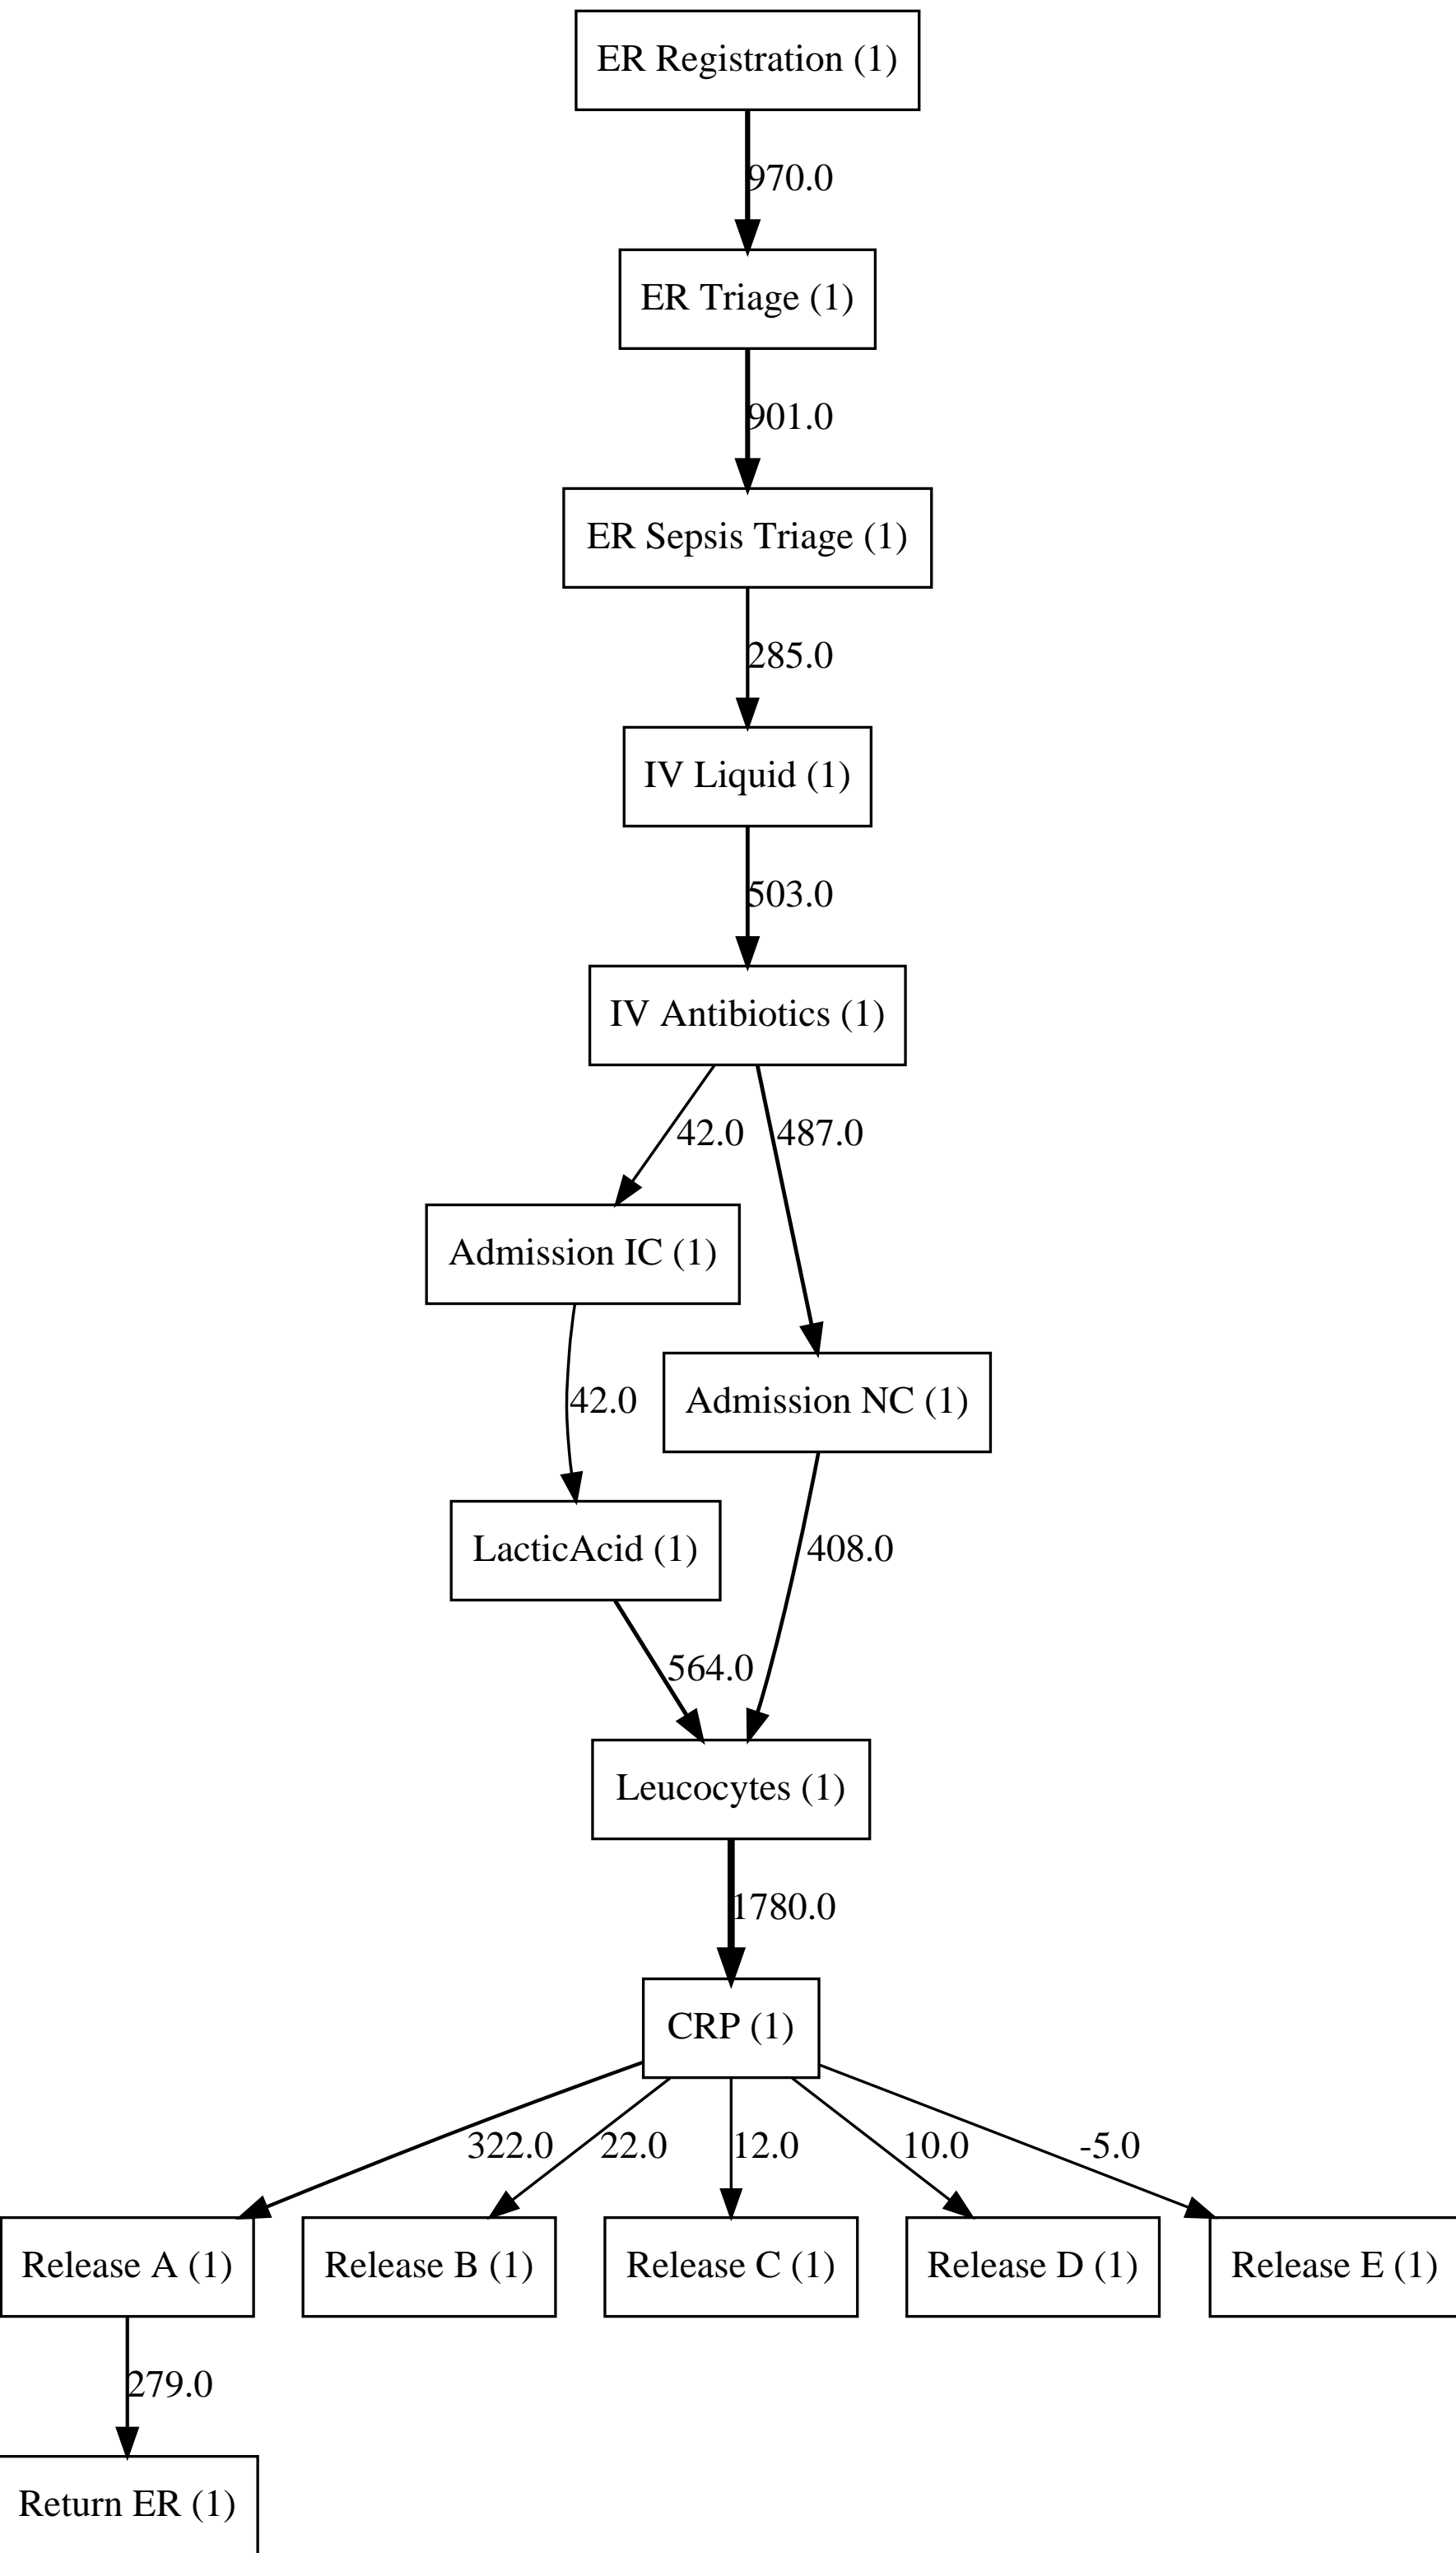 ER Registration (1)
970.0
ER Triage (1)
901.0
ER Sepsis Triage (1)
285.0
IV Liquid (1)
503.0
IV Antibiotics (1)
42.0
487.0
Admission IC (1)
42.0
Admission NC (1)
LacticAcid (1)
408.0
564.0
Leucocytes (1)
1780.0
CRP (1)
322.0
22.0
12.0
10.0
-5.0
Release A (1)
Release B (1)
Release C (1)
Release D (1)
Release E (1)
279.0
Return ER (1)